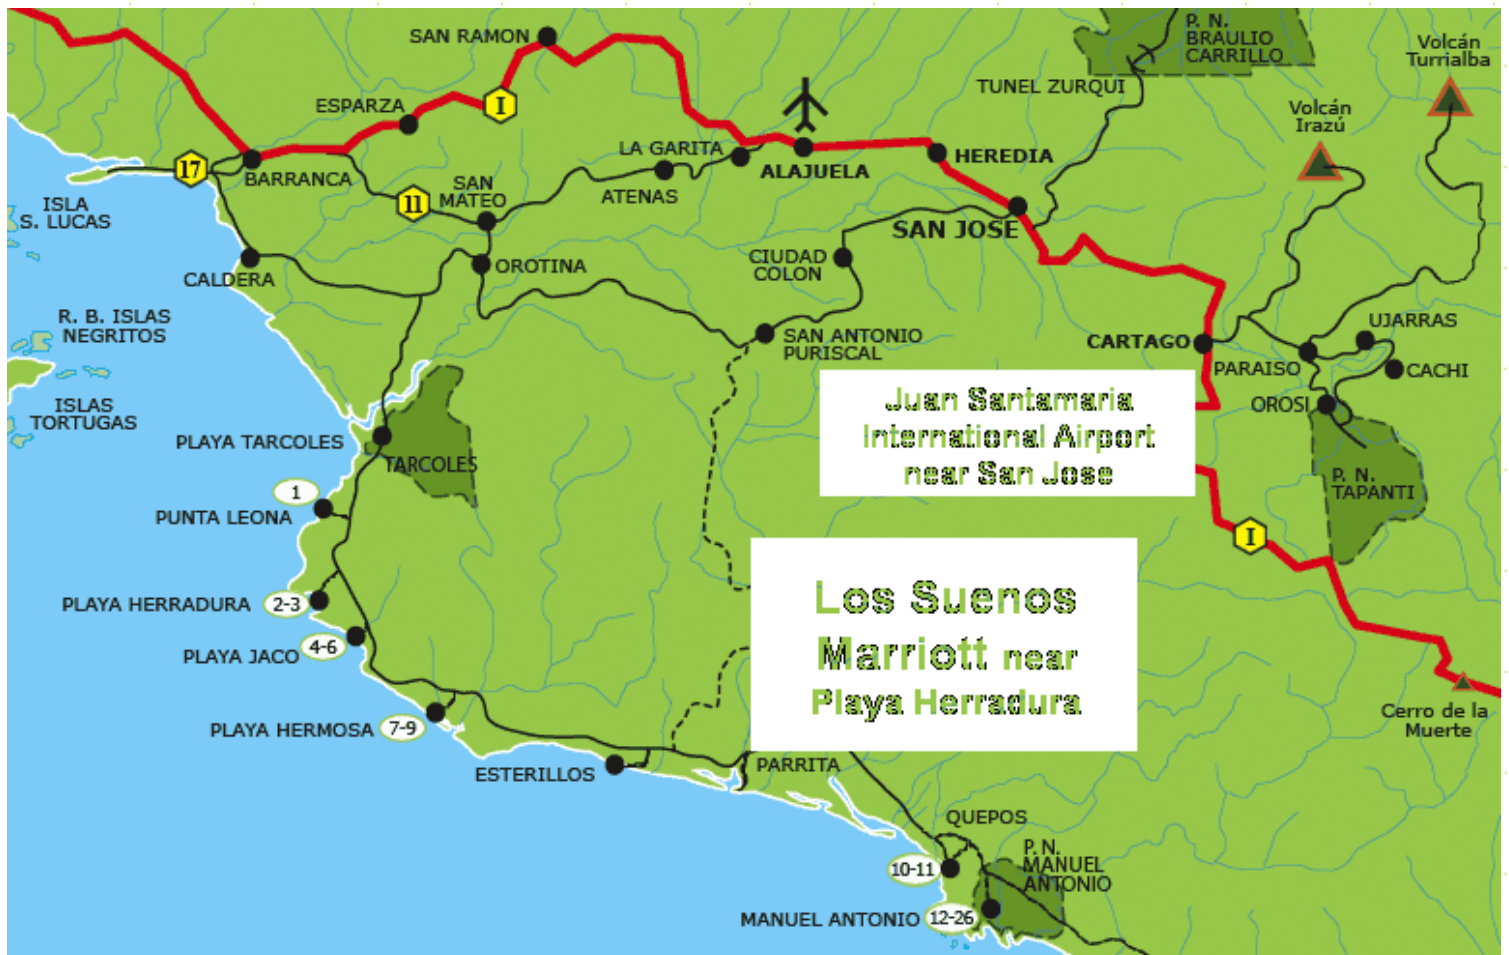 SAN RAMON
P. N.
BRAULIO
CARRILLO
Volcán
Turrialba
TUNEL ZURQUI
ESPARZA
I
Volcán
Irazú
LA GARITA
17
BARRANCA
ALAJUELA
HEREDIA
SAN
MATEO
ATENAS
11
ISLA
S. LUCAS
SAN JOSE
CIUDAD
COLON
OROTINA
CALDERA
R. B. ISLAS
NEGRITOS
SAN ANTONIO
PURISCAL
CARTAGO
UJARRAS
PARAISO
CACHI
ISLAS
TORTUGAS
Juan Santamaria
International Airport
near San Jose
OROSI
PLAYA TARCOLES
TARCOLES
P. N.
TAPANTI
1
PUNTA LEONA
I
Los Suenos
Marriott near
Playa Herradura
PLAYA HERRADURA
2-3
PLAYA JACO
4-6
PLAYA HERMOSA
7-9
Cerro de la
Muerte
ESTERILLOS
PARRITA
QUEPOS
P. N.
MANUEL
ANTONIO
10-11
MANUEL ANTONIO
12-26